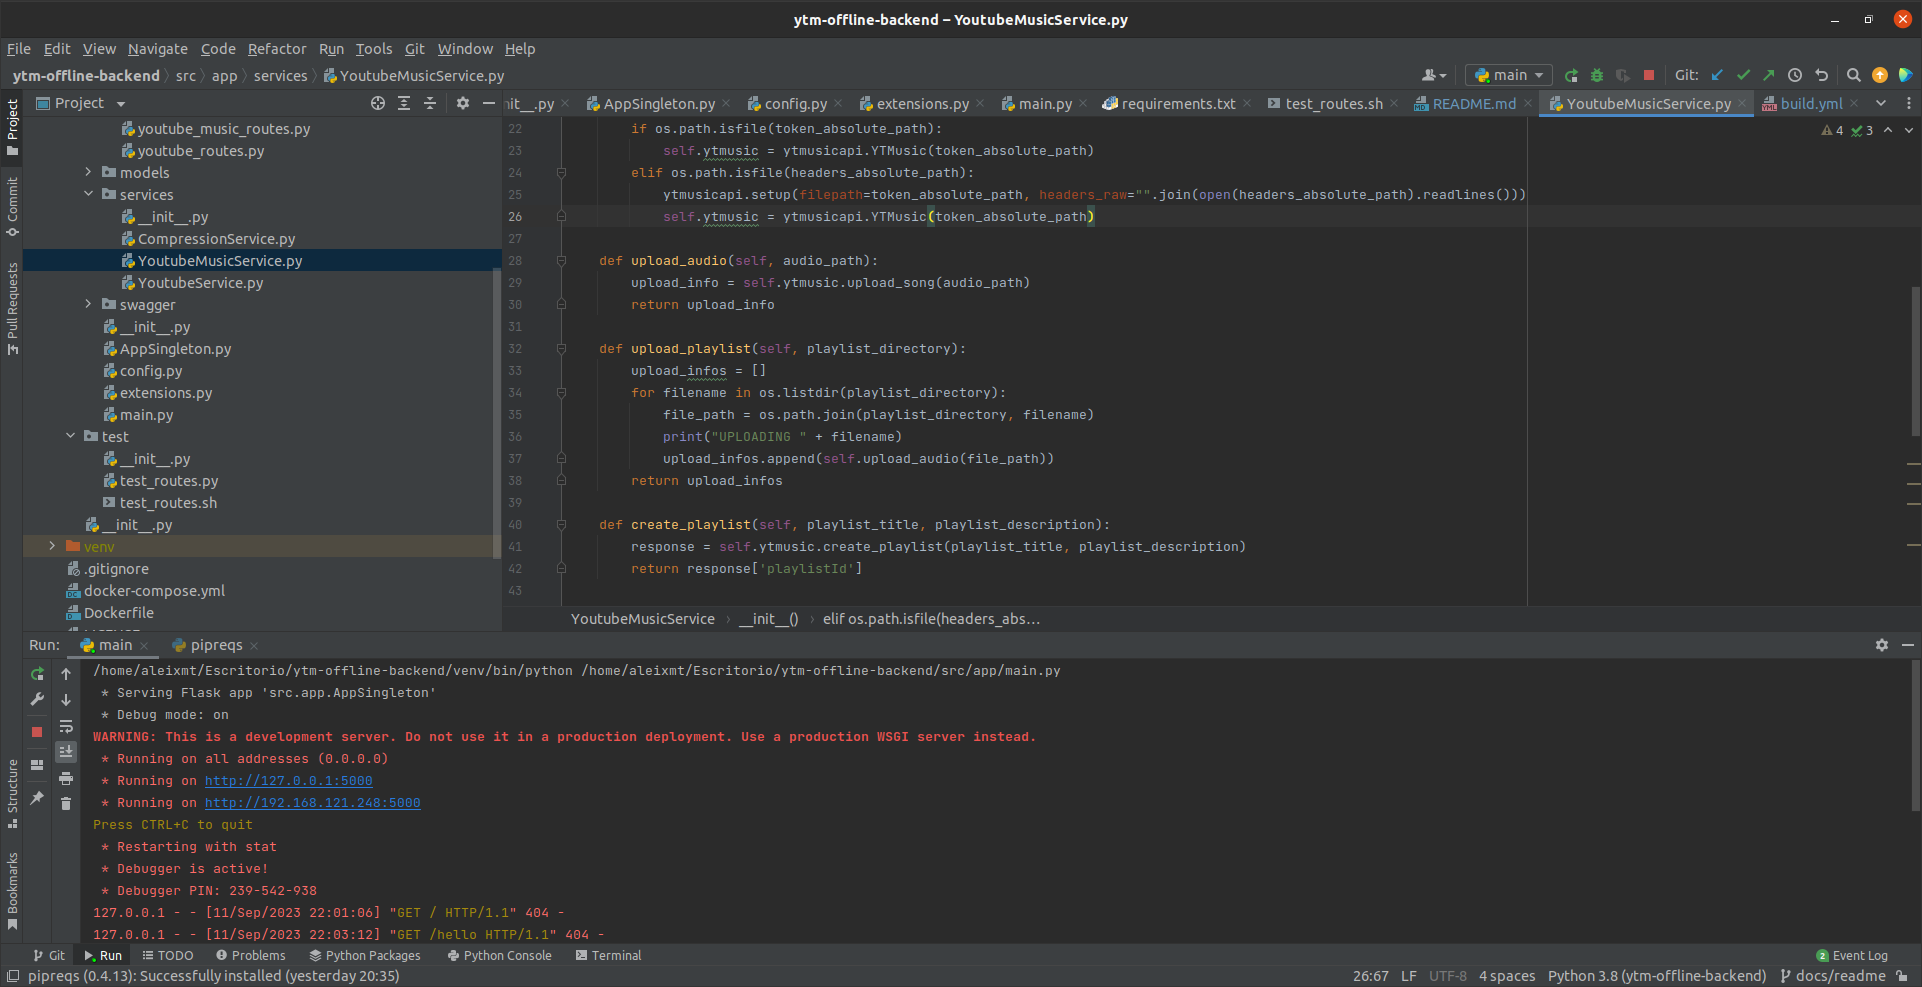 ytm-offline-backend – YoutubeMusicService.py
File Edit View Navigate Code Refactor Run Tools Git Window Help
ytm-offline-backend src app services YoutubeMusicService.py
main Git:
Project
nit__.py AppSingleton.py config.py extensions.py main.py requirements.txt test_routes.sh README.md YoutubeMusicService.py build.yml
Project
Commit
Pull Requests
Structure
Bookmarks
youtube_music_routes.py
youtube_routes.py
models
services
__init__.py
CompressionService.py
YoutubeMusicService.py
YoutubeService.py
swagger
__init__.py
AppSingleton.py
config.py
extensions.py
main.py
test
__init__.py
test_routes.py
test_routes.sh
__init__.py
venv
.gitignore
docker-compose.yml
Dockerfile
4 3
22 if os.path.isfile(token_absolute_path):
23 self.ytmusic = ytmusicapi.YTMusic(token_absolute_path)
24 elif os.path.isfile(headers_absolute_path):
25 ytmusicapi.setup(filepath=token_absolute_path, headers_raw="".join(open(headers_absolute_path).readlines()))
26 self.ytmusic = ytmusicapi.YTMusic(token_absolute_path)
27
28 def upload_audio(self, audio_path):
29 upload_info = self.ytmusic.upload_song(audio_path)
30 return upload_info
31
32 def upload_playlist(self, playlist_directory):
33 upload_infos = []
34 for filename in os.listdir(playlist_directory):
35 file_path = os.path.join(playlist_directory, filename)
36 print("UPLOADING " + filename)
37 upload_infos.append(self.upload_audio(file_path))
38 return upload_infos
39
40 def create_playlist(self, playlist_title, playlist_description):
41 response = self.ytmusic.create_playlist(playlist_title, playlist_description)
42 return response['playlistId']
43
YoutubeMusicService › __init__() › elif os.path.isfile(headers_abs…
Run: main pipreqs
/home/aleixmt/Escritorio/ytm-offline-backend/venv/bin/python /home/aleixmt/Escritorio/ytm-offline-backend/src/app/main.py
* Serving Flask app 'src.app.AppSingleton'
* Debug mode: on
WARNING: This is a development server. Do not use it in a production deployment. Use a production WSGI server instead.
* Running on all addresses (0.0.0.0)
* Running on http://127.0.0.1:5000
* Running on http://192.168.121.248:5000
Press CTRL+C to quit
* Restarting with stat
* Debugger is active!
* Debugger PIN: 239-542-938
127.0.0.1 - - [11/Sep/2023 22:01:06] "GET / HTTP/1.1" 404 -
127.0.0.1 - - [11/Sep/2023 22:03:12] "GET /hello HTTP/1.1" 404 -
Git Run TODO Problems Python Packages Python Console Terminal 2 Event Log
pipreqs (0.4.13): Successfully installed (yesterday 20:35) 26:67 LF UTF-8 4 spaces Python 3.8 (ytm-offline-backend) docs/readme